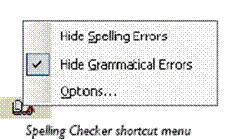 Hide Spelling Errors
Hide Grammatical Errors
Options...
Spelling Checker shortcut menu